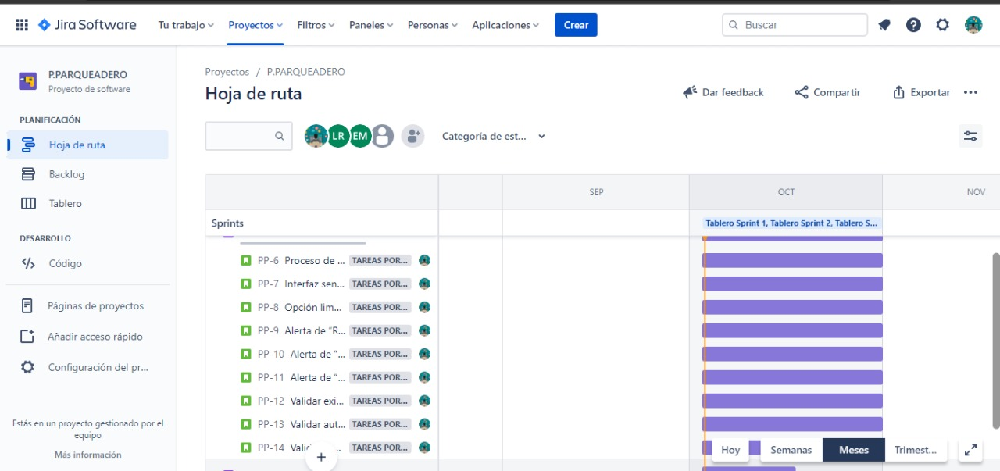 Jira Software Tu trabajo Proyectos Filtros Paneles Personas Aplicaciones Crear Buscar
P.PARQUEADERO
Proyecto de software
PLANIFICACIÓN
Hoja de ruta
Backlog
Tablero
DESARROLLO
Código
Páginas de proyectos
Añadir acceso rápido
Configuración del pr...
Estás en un proyecto gestionado por el
equipo
Más información
Proyectos / P.PARQUEADERO
Hoja de ruta
Dar feedback Compartir Exportar
LR EM Categoría de est...
SEP OCT NOV
Sprints Tablero Sprint 1, Tablero Sprint 2, Tablero S...
PP-6 Proceso de ... TAREAS POR...
PP-7 Interfaz sen... TAREAS POR...
PP-8 Opción lim... TAREAS POR...
PP-9 Alerta de “R... TAREAS POR...
PP-10 Alerta de “... TAREAS POR...
PP-11 Alerta de “... TAREAS POR...
PP-12 Validar exi... TAREAS POR...
PP-13 Validar aut... TAREAS POR...
PP-14 TAREAS POR...
Hoy Semanas Meses Trimest...